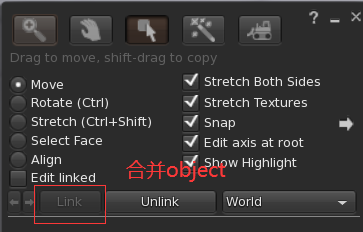 Drag to move, shift-drag to copy
Move
Rotate (Ctrl)
Stretch (Ctrl+Shift)
Select Face
Align
Edit linked
Stretch Both Sides
Stretch Textures
Snap
Edit axis at root
Show Highlight
合并object
Link
Unlink
World